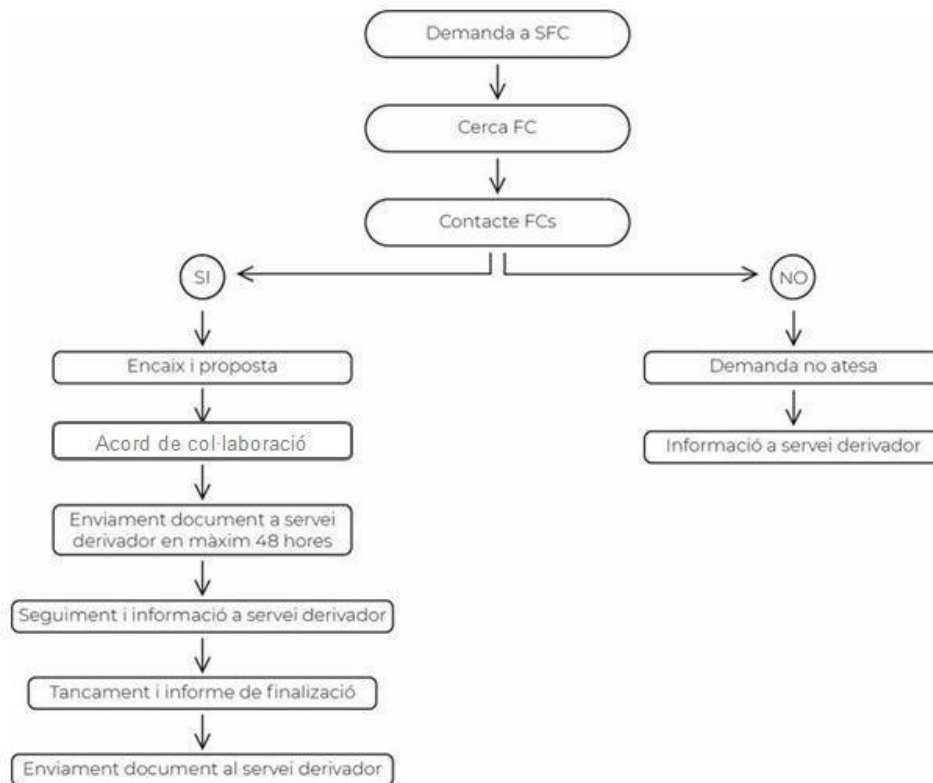 Demanda a SFC
Cerca FC
Contacte FCs
SI
NO
Encaix i proposta
Demanda no atesa
Acord de col·laboració
Informació a servei derivador
Enviament document a servei
derivador en màxim 48 hores
Seguiment i informació a servei derivador
Tancament i informe de finalizació
Enviament document al servei derivador